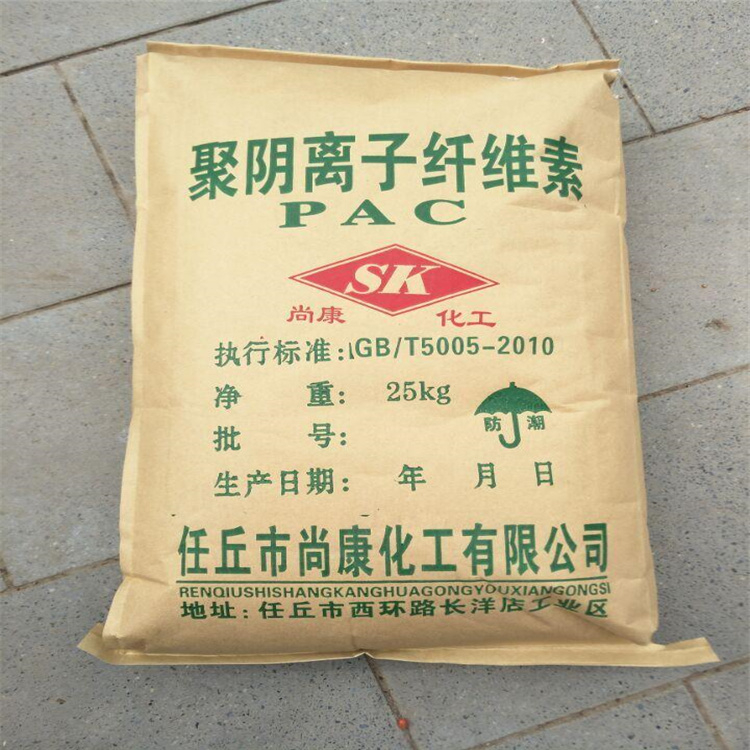 聚阴离子纤维素
PAC
SK
尚康 化工
执行标准:GB/T5005-2010
净重: 25kg
防潮
批号:
生产日期: 年 月 日
任丘市尚康化工有限公司
RENQIUSHISHANGKANGHUAGONGYOUXIANGONGSI
地址:任丘市西环路长洋店工业区